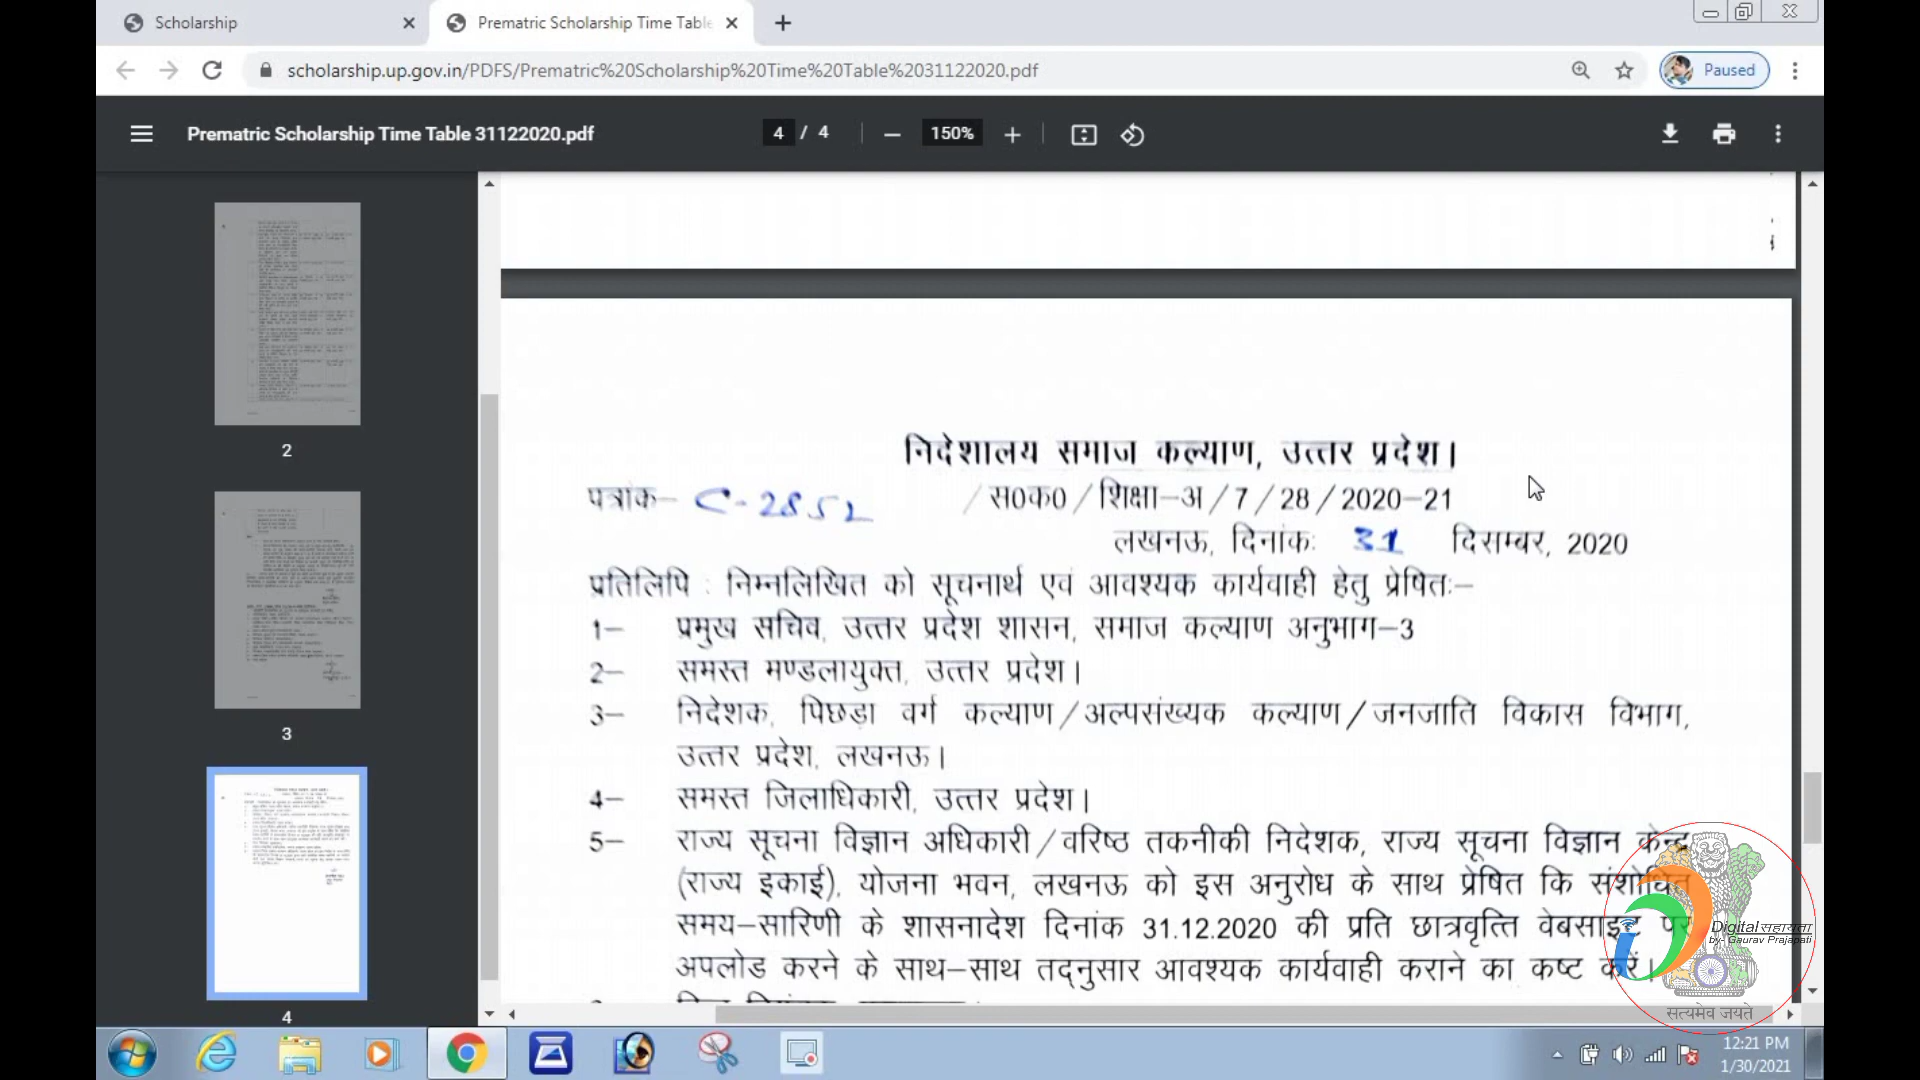 Scholarship
Prematric Scholarship Time Table
scholarship.up.gov.in/PDFS/Prematric%20Scholarship%20Time%20Table%2031122020.pdf
Paused
Prematric Scholarship Time Table 31122020.pdf
4 / 4
150%
2
3
4
निदेशालय समाज कल्याण, उत्तर प्रदेश।
पत्रांक– C-2852 /स0क0/शिक्षा–अ/7/28/2020–21
लखनऊ, दिनांक: 31 दिसम्बर, 2020
प्रतिलिपि : निम्नलिखित को सूचनार्थ एवं आवश्यक कार्यवाही हेतु प्रेषितः–
1– प्रमुख सचिव, उत्तर प्रदेश शासन, समाज कल्याण अनुभाग–3
2– समस्त मण्डलायुक्त, उत्तर प्रदेश।
3– निदेशक, पिछड़ा वर्ग कल्याण/अल्पसंख्यक कल्याण/जनजाति विकास विभाग,
उत्तर प्रदेश, लखनऊ।
4– समस्त जिलाधिकारी, उत्तर प्रदेश।
5– राज्य सूचना विज्ञान अधिकारी/वरिष्ठ तकनीकी निदेशक, राज्य सूचना विज्ञान केन्द्र
(राज्य इकाई), योजना भवन, लखनऊ को इस अनुरोध के साथ प्रेषित कि संशोधित
समय–सारिणी के शासनादेश दिनांक 31.12.2020 की प्रति छात्रवृत्ति वेबसाइट पर
अपलोड करने के साथ–साथ तद्नुसार आवश्यक कार्यवाही कराने का कष्ट करें।
Digital सहायता
by- Gaurav Prajapati
सत्यमेव जयते
12:21 PM
1/30/2021